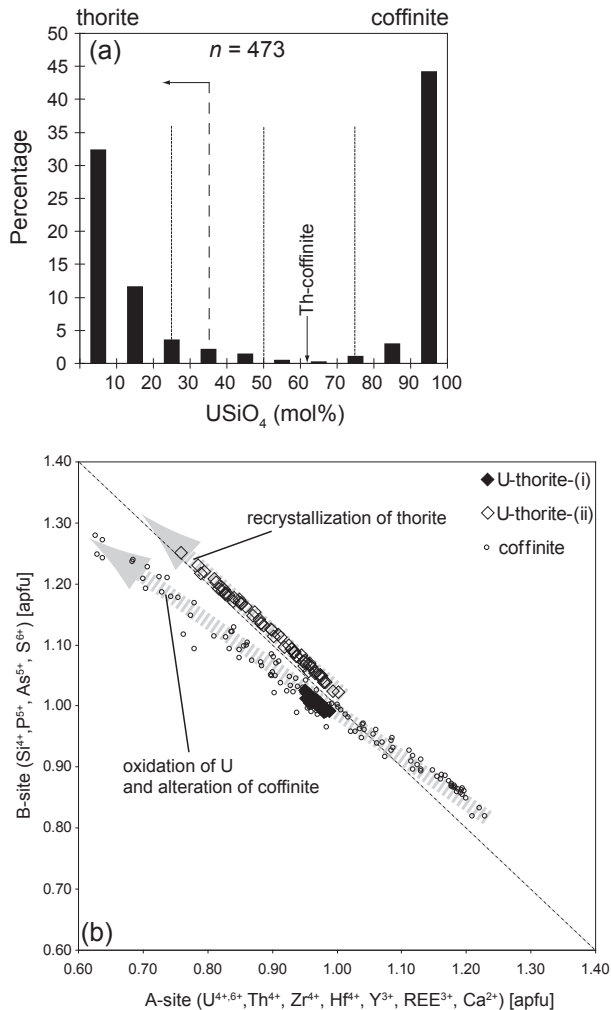 thorite coffinite
(a) n = 473
50
45
40
35
30
25
20
15
10
5
0
Percentage
Th-coffinite
10 20 30 40 50 60 70 80 90 100
USiO₄ (mol%)
1.40
1.30
1.20
1.10
1.00
0.90
0.80
0.70
0.60
B-site (Si⁴⁺,P⁵⁺, As⁵⁺, S⁶⁺) [apfu]
U-thorite-(i)
U-thorite-(ii)
coffinite
recrystallization of thorite
oxidation of U
and alteration of coffinite
(b)
0.60 0.70 0.80 0.90 1.00 1.10 1.20 1.30 1.40
A-site (U⁴⁺,⁶⁺,Th⁴⁺, Zr⁴⁺, Hf⁴⁺, Y³⁺, REE³⁺, Ca²⁺) [apfu]